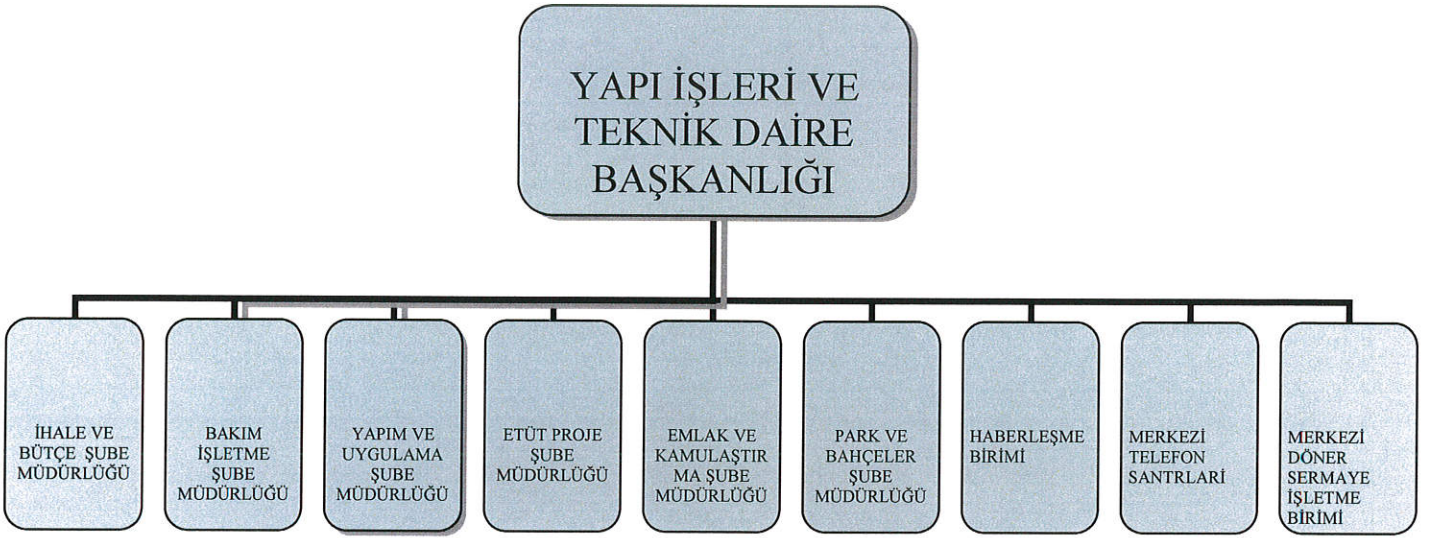 YAPI İŞLERİ VE
TEKNİK DAİRE
BAŞKANLIĞI
İHALE VE
BÜTÇE ŞUBE
MÜDÜRLÜĞÜ
BAKIM
İŞLETME
ŞUBE
MÜDÜRLÜĞÜ
YAPIM VE
UYGULAMA
ŞUBE
MÜDÜRLÜĞÜ
ETÜT PROJE
ŞUBE
MÜDÜRLÜĞÜ
EMLAK VE
KAMULAŞTIR
MA ŞUBE
MÜDÜRLÜĞÜ
PARK VE
BAHÇELER
ŞUBE
MÜDÜRLÜĞÜ
HABERLEŞME
BİRİMİ
MERKEZİ
TELEFON
SANTRLARİ
MERKEZİ
DÖNER
SERMAYE
İŞLETME
BİRİMİ